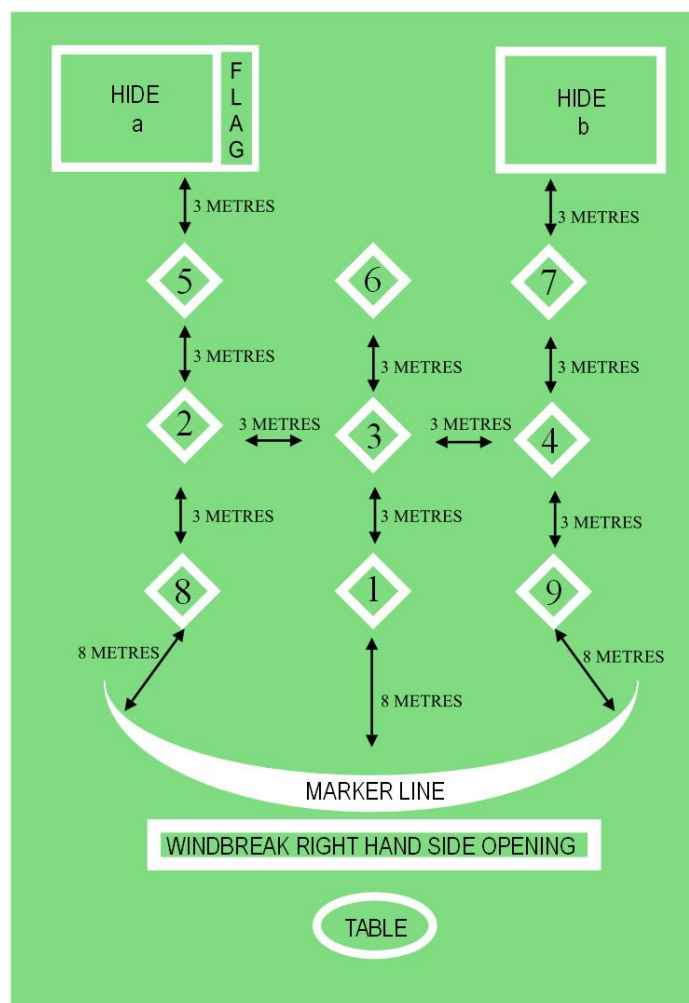 HIDE
a
FLAG
HIDE
b
3 METRES
3 METRES
5
6
7
3 METRES
3 METRES
3 METRES
2
3 METRES
3
3 METRES
4
3 METRES
3 METRES
3 METRES
8
1
9
8 METRES
8 METRES
8 METRES
MARKER LINE
WINDBREAK RIGHT HAND SIDE OPENING
TABLE